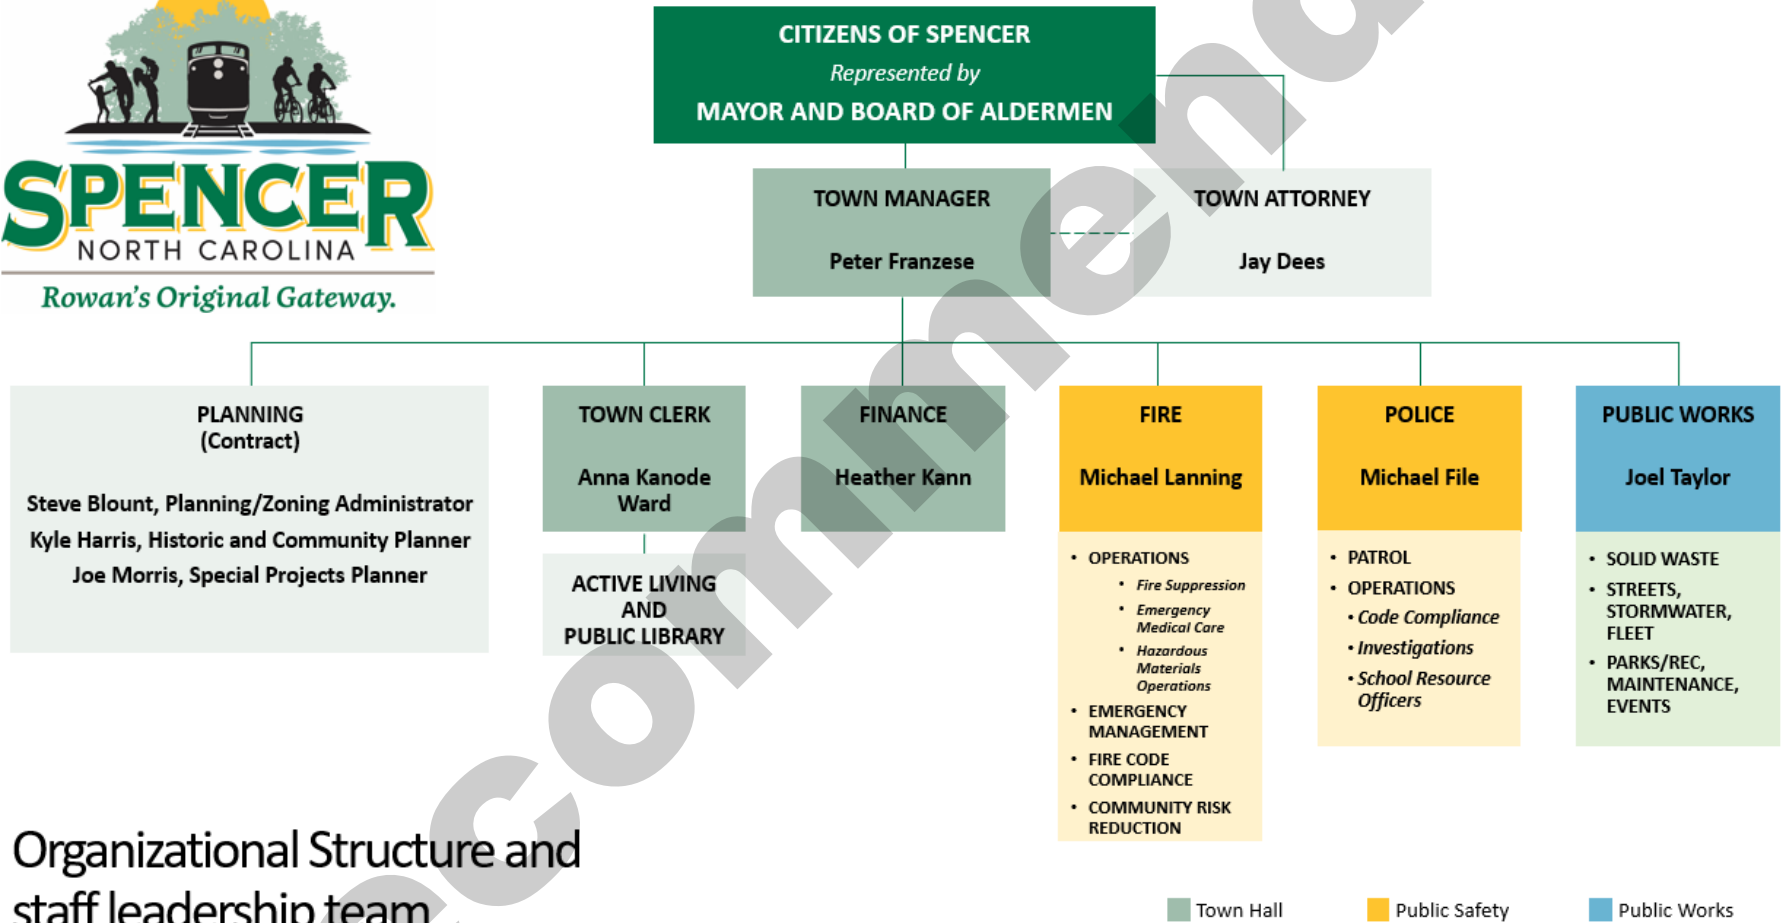 SPENCER
NORTH CAROLINA
Rowan's Original Gateway.
CITIZENS OF SPENCER
Represented by
MAYOR AND BOARD OF ALDERMEN
TOWN MANAGER
Peter Franzese
TOWN ATTORNEY
Jay Dees
PLANNING
(Contract)
Steve Blount, Planning/Zoning Administrator
Kyle Harris, Historic and Community Planner
Joe Morris, Special Projects Planner
TOWN CLERK
Anna Kanode
Ward
ACTIVE LIVING
AND
PUBLIC LIBRARY
FINANCE
Heather Kann
FIRE
Michael Lanning
• OPERATIONS
• Fire Suppression
• Emergency
Medical Care
• Hazardous
Materials
Operations
• EMERGENCY
MANAGEMENT
• FIRE CODE
COMPLIANCE
• COMMUNITY RISK
REDUCTION
POLICE
Michael File
• PATROL
• OPERATIONS
• Code Compliance
• Investigations
• School Resource
Officers
PUBLIC WORKS
Joel Taylor
• SOLID WASTE
• STREETS,
STORMWATER,
FLEET
• PARKS/REC,
MAINTENANCE,
EVENTS
Organizational Structure and
staff leadership team
Town Hall
Public Safety
Public Works